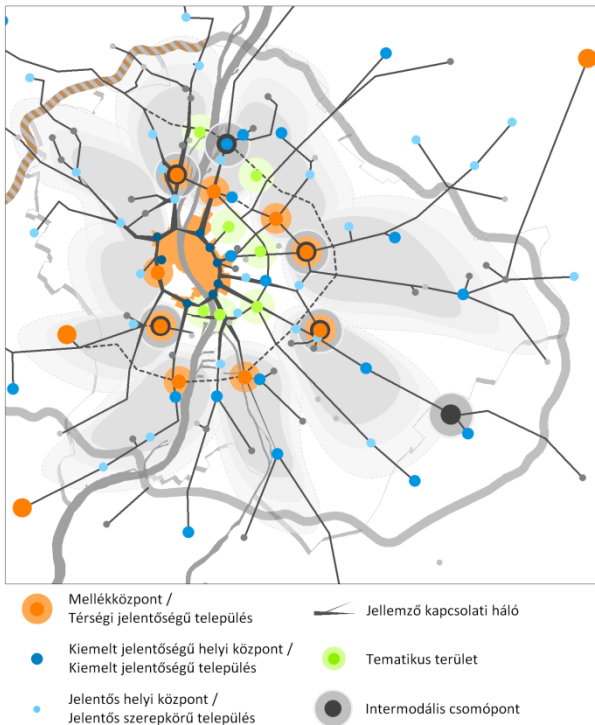 Mellékközpont /
Térségi jelentőségű település
Kiemelt jelentőségű helyi központ /
Kiemelt jelentőségű település
Jelentős helyi központ /
Jelentős szerepkörű település
Jellemző kapcsolati háló
Tematikus terület
Intermodális csomópont